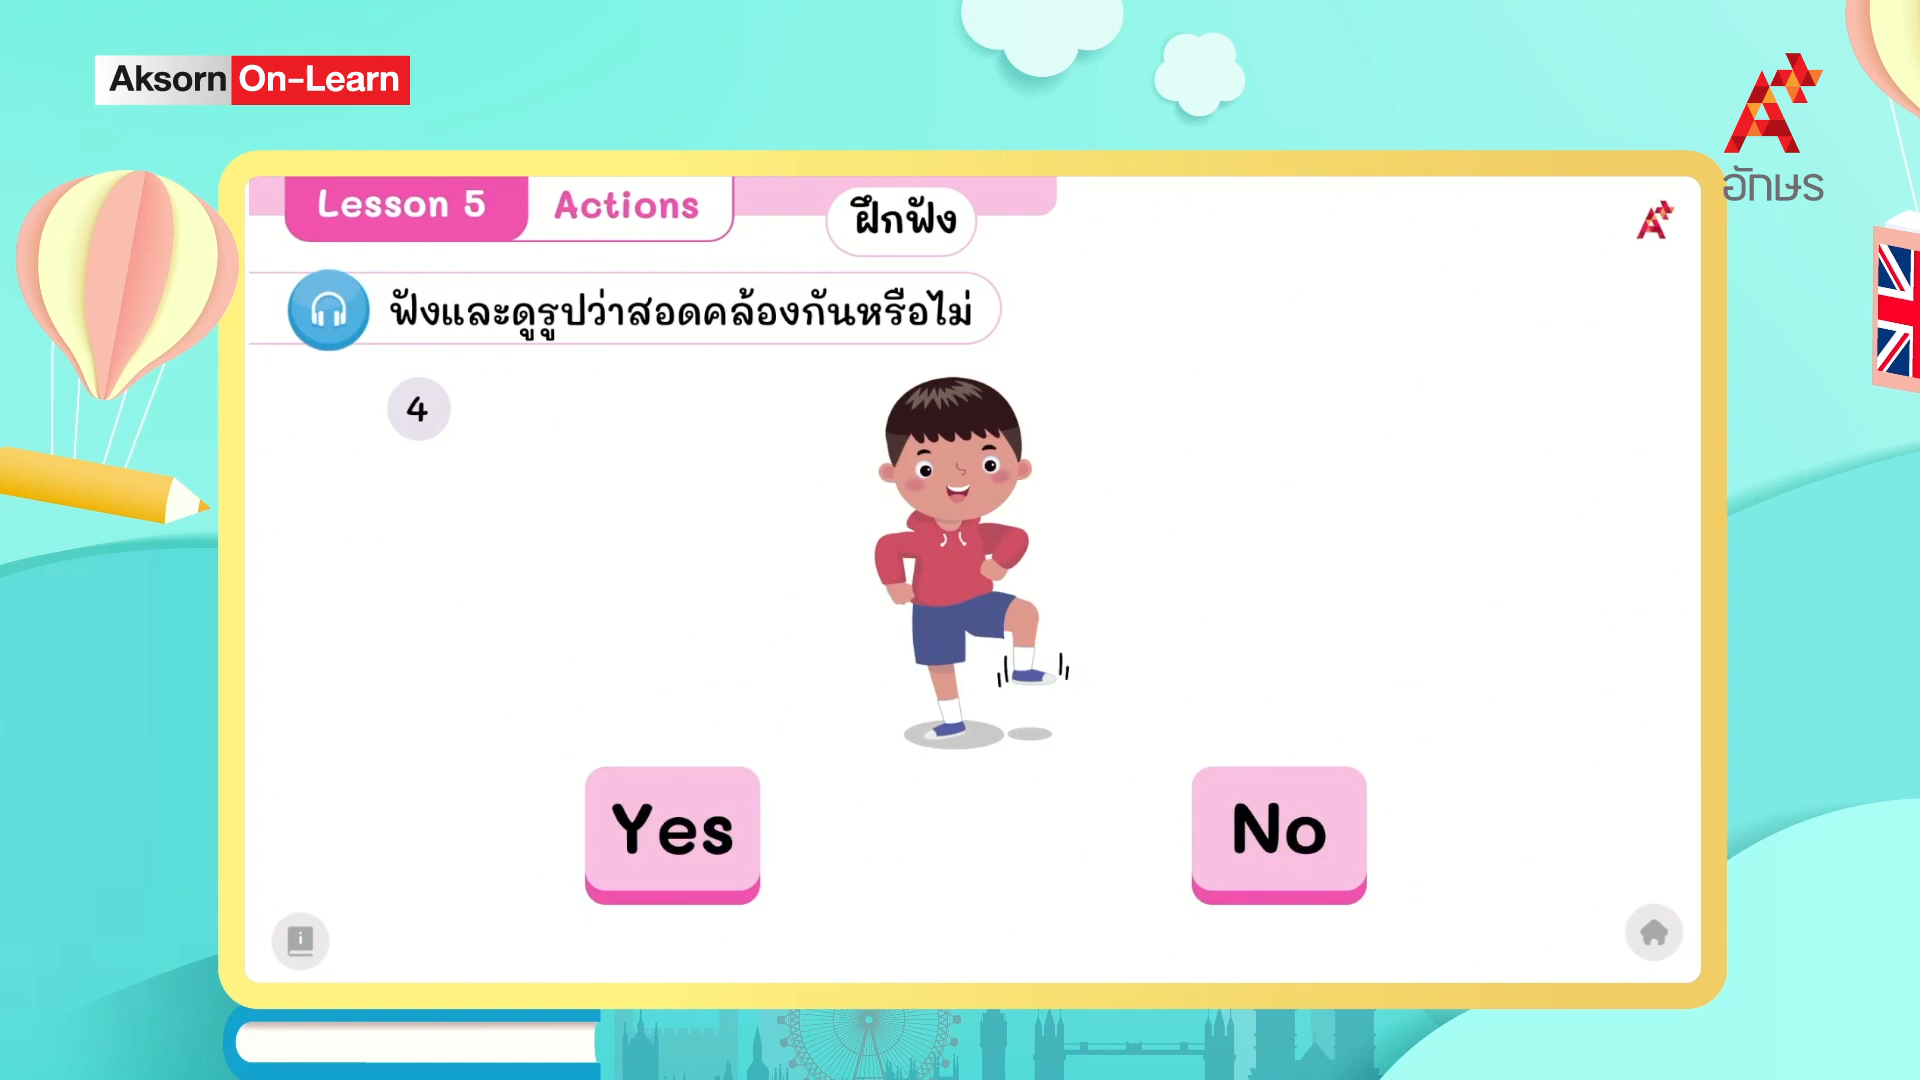 Aksorn On-Learn
อักษร
Lesson 5 Actions
ฝึกฟัง
ฟังและดูรูปว่าสอดคล้องกันหรือไม่
4
Yes
No
i